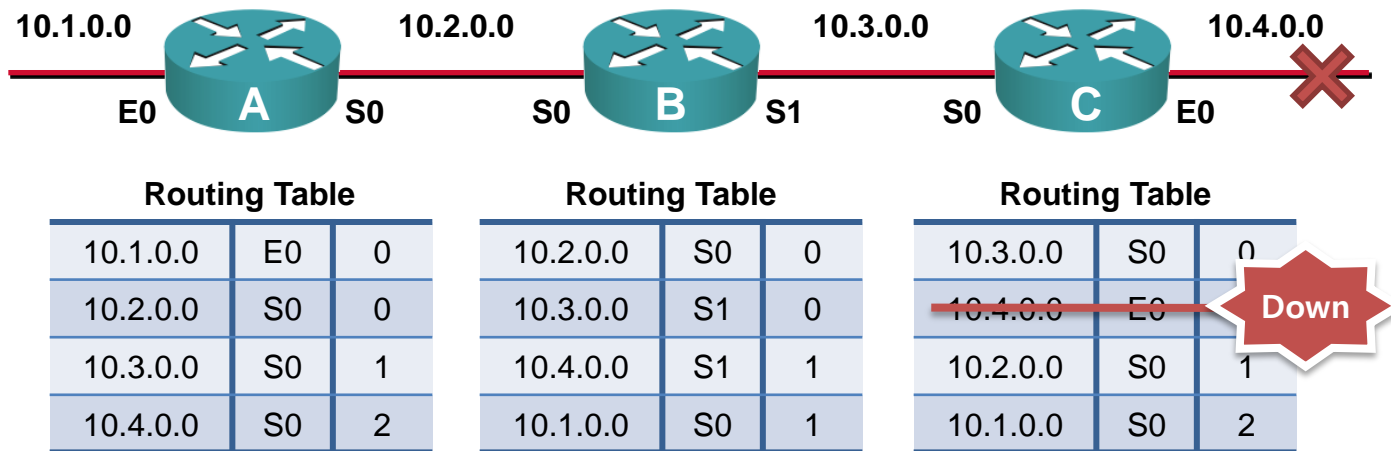 10.1.0.0 10.2.0.0 10.3.0.0 10.4.0.0
A B C
E0 S0 S0 S1 S0 E0
Routing Table Routing Table Routing Table
10.1.0.0 E0 0 10.2.0.0 S0 0 10.3.0.0 S0 0
10.2.0.0 S0 0 10.3.0.0 S1 0 10.4.0.0 E0 Down
10.3.0.0 S0 1 10.4.0.0 S1 1 10.2.0.0 S0 1
10.4.0.0 S0 2 10.1.0.0 S0 1 10.1.0.0 S0 2